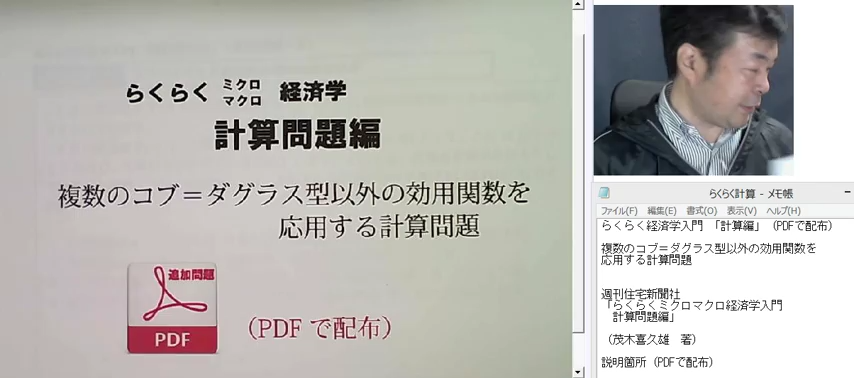 らくらく ミクロ マクロ 経済学
計算問題編
複数のコブ＝ダグラス型以外の効用関数を
応用する計算問題
追加問題
PDF
（PDF で配布）
らくらく計算 - メモ帳
ファイル(F) 編集(E) 書式(O) 表示(V) ヘルプ(H)
らくらく経済学入門 「計算編」（PDFで配布）
複数のコブ＝ダグラス型以外の効用関数を
応用する計算問題
週刊住宅新聞社
「らくらくミクロマクロ経済学入門
計算問題編」
（茂木喜久雄 著）
説明箇所（PDFで配布）